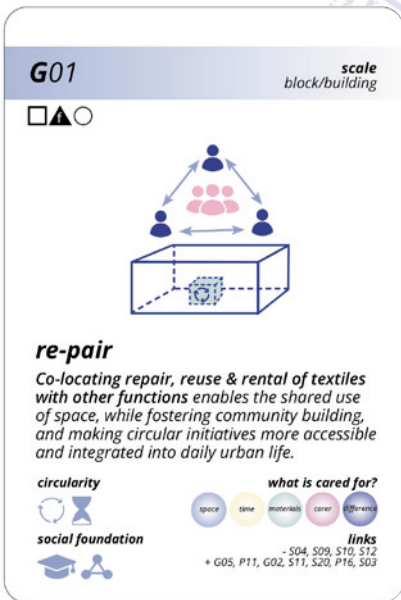 G01
scale
block/building
f
re-pair
Co-locating repair, reuse & rental of textiles
with other functions enables the shared use
of space, while fostering community building,
and making circular initiatives more accessible
and integrated into daily urban life.
circularity
what is cared for?
space time materials carer difference
social foundation
links
- S04, S09, S10, S12
+ G05, P11, G02, S11, S20, P16, S03